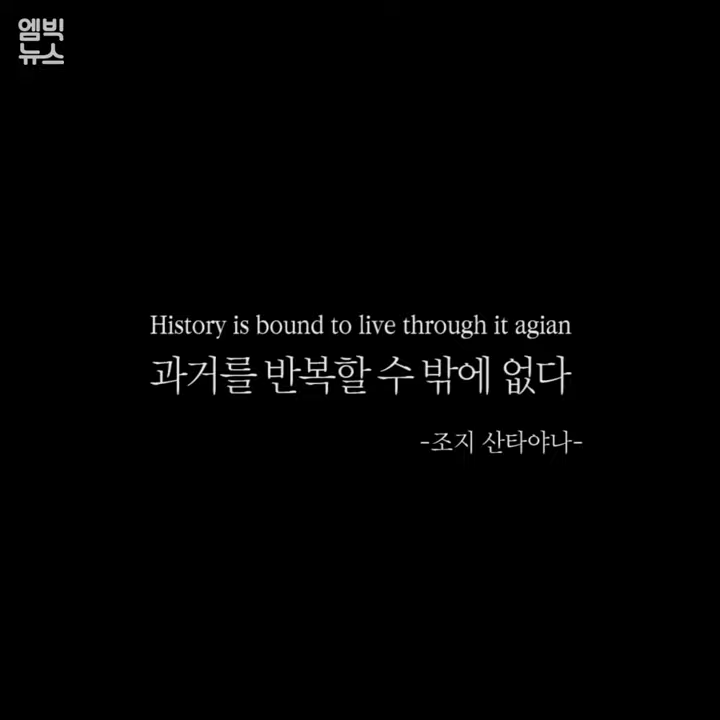 엠빅
뉴스
History is bound to live through it agian
과거를 반복할 수 밖에 없다
-조지 산타야나-